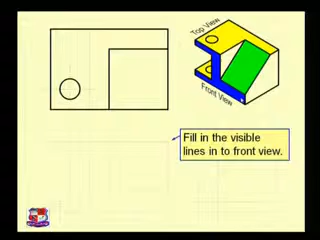 Top View
Front View
Fill in the visible
lines in to front view.